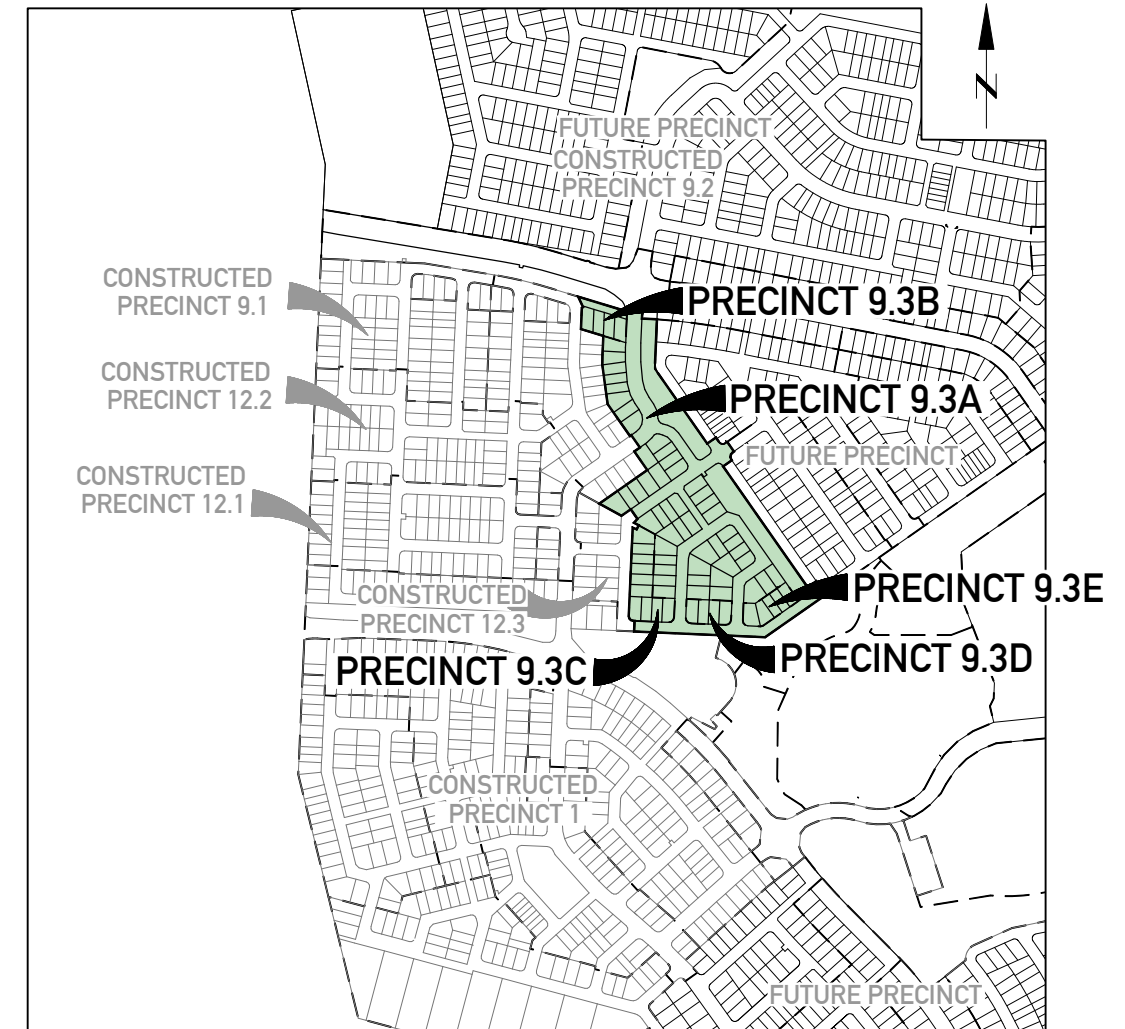 N
FUTURE PRECINCT
CONSTRUCTED
PRECINCT 9.2
CONSTRUCTED
PRECINCT 9.1
PRECINCT 9.3B
CONSTRUCTED
PRECINCT 12.2
PRECINCT 9.3A
FUTURE PRECINCT
CONSTRUCTED
PRECINCT 12.1
CONSTRUCTED
PRECINCT 12.3
PRECINCT 9.3E
PRECINCT 9.3C
PRECINCT 9.3D
CONSTRUCTED
PRECINCT 1
FUTURE PRECINCT